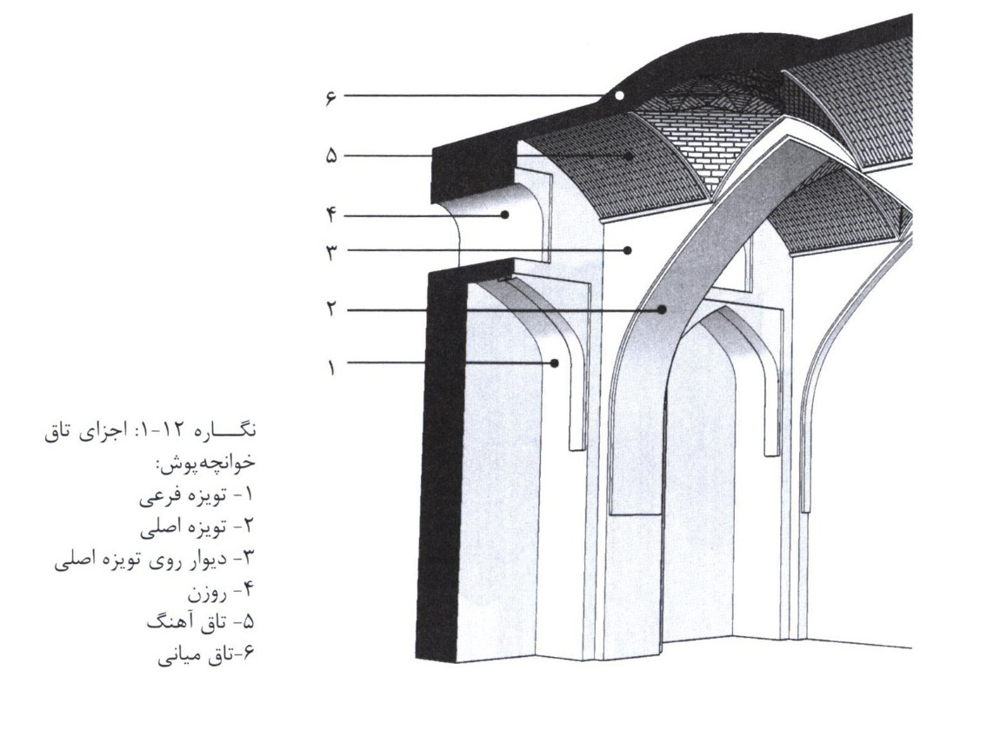 ۶
۵
۴
۳
۲
۱
نگـــاره ۱۲-۱: اجزای تاق
خوانچه‌پوش:
۱- تویزه فرعی
۲- تویزه اصلی
۳- دیوار روی تویزه اصلی
۴- روزن
۵- تاق آهنگ
۶-تاق میانی